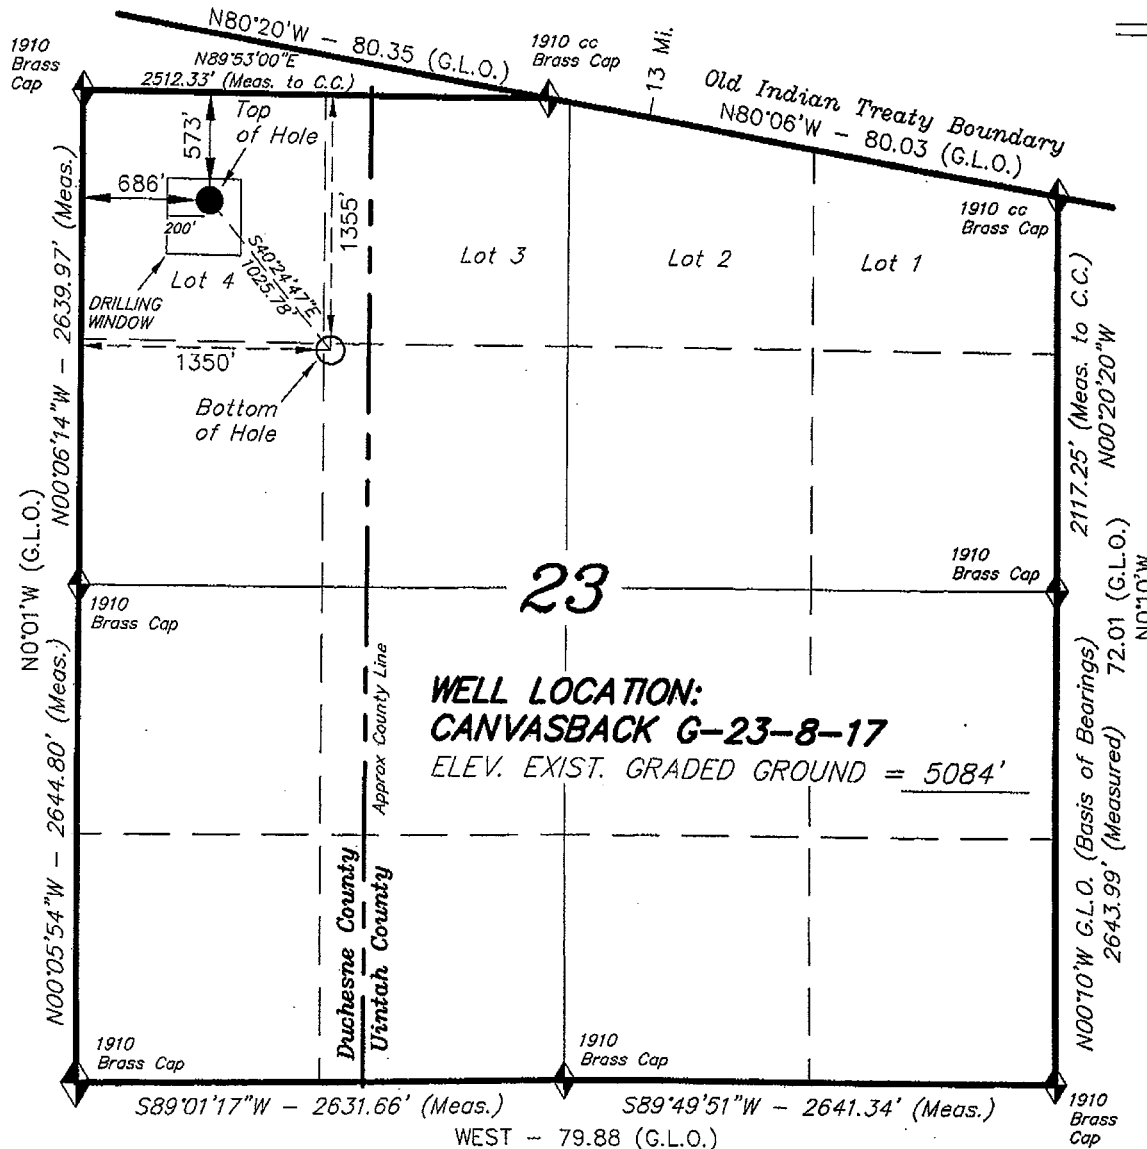 N80°20'W - 80.35 (G.L.O.)
1910
Brass
Cap
N89°53'00"E
2512.33' (Meas. to C.C.)
1910 cc
Brass Cap
13 Mi.
Old Indian Treaty Boundary
N80°06'W - 80.03 (G.L.O.)
1910 cc
Brass Cap
573'
Top
of Hole
686'
200'
1355'
S40°24'47"E
1025.78'
Lot 4
Lot 3
Lot 2
Lot 1
DRILLING
WINDOW
1350'
Bottom
of Hole
N00°06'14"W - 2639.97' (Meas.)
N0°01'W (G.L.O.)
2117.25' (Meas. to C.C.)
N00°20'20"W
1910
Brass Cap
23
1910
Brass Cap
72.01 (G.L.O.)
N0°10'W
WELL LOCATION:
CANVASBACK G-23-8-17
ELEV. EXIST. GRADED GROUND = 5084'
Approx County Line
Duchesne County
Uintah County
N00°05'54"W - 2644.80' (Meas.)
N00°10'W G.L.O. (Basis of Bearings)
2643.99' (Measured)
1910
Brass Cap
1910
Brass Cap
1910
Brass
Cap
S89°01'17"W - 2631.66' (Meas.)
S89°49'51"W - 2641.34' (Meas.)
WEST - 79.88 (G.L.O.)